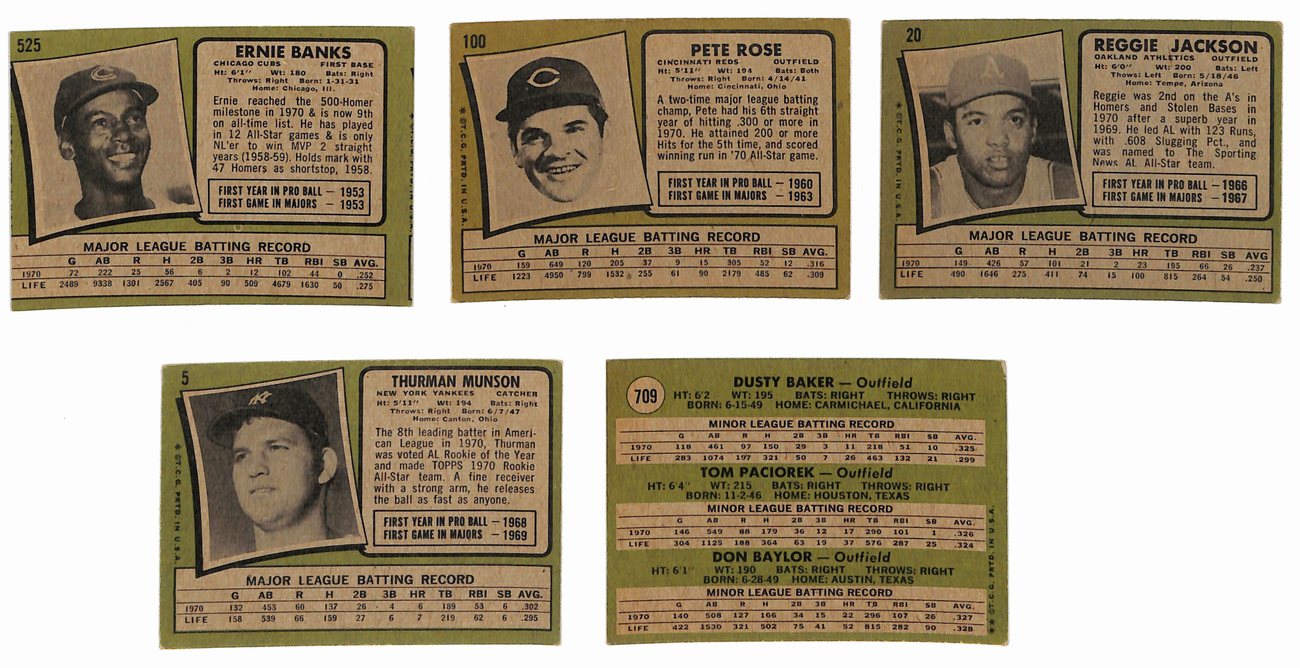 525
ERNIE BANKS
CHICAGO CUBS FIRST BASE
Ht: 6'1" Wt: 180 Bats: Right
Throws: Right Born: 1-31-31
Home: Chicago, Ill.
Ernie reached the 500-Homer
milestone in 1970 & is now 9th
on all-time list. He has played
in 12 All-Star games & is only
NL'er to win MVP 2 straight
years (1958-59). Holds mark with
47 Homers as shortstop, 1958.
FIRST YEAR IN PRO BALL — 1953
FIRST GAME IN MAJORS — 1953
MAJOR LEAGUE BATTING RECORD
G AB R H 2B 3B HR TB RBI SB AVG.
1970 72 222 25 56 6 2 12 102 44 0 .252
LIFE 2489 9338 1301 2567 405 90 509 4679 1630 50 .275
100
PETE ROSE
CINCINNATI REDS OUTFIELD
Ht: 5'11" Wt: 194 Bats: Both
Throws: Right Born: 4/14/41
Home: Cincinnati, Ohio
A two-time major league batting
champ, Pete had his 6th straight
year of hitting .300 or more in
1970. He attained 200 or more
Hits for the 5th time, and scored
winning run in '70 All-Star game.
FIRST YEAR IN PRO BALL — 1960
FIRST GAME IN MAJORS — 1963
MAJOR LEAGUE BATTING RECORD
G AB R H 2B 3B HR TB RBI SB AVG.
1970 159 649 120 205 37 9 15 305 52 12 .316
LIFE 1223 4950 799 1532 255 61 90 2179 485 62 .309
* ©T.C.G. PRTD. IN U.S.A.
20
REGGIE JACKSON
OAKLAND ATHLETICS OUTFIELD
Ht: 6'0" Wt: 200 Bats: Left
Thows: Left Born: 5/18/46
Home: Tempe, Arizona
Reggie was 2nd on the A's in
Homers and Stolen Bases in
1970 after a superb year in
1969. He led AL with 123 Runs,
with .608 Slugging Pct., and
was named to The Sporting
News AL All-Star team.
FIRST YEAR IN PRO BALL — 1966
FIRST GAME IN MAJORS — 1967
MAJOR LEAGUE BATTING RECORD
G AB R H 2B 3B HR TB RBI SB AVG
1970 149 426 57 101 21 2 23 195 66 26 .237
LIFE 490 1646 275 411 74 15 100 815 264 54 .250
* ©T.C.G. PRTD. IN U.S.A.
5
THURMAN MUNSON
NEW YORK YANKEES CATCHER
Ht: 5'11" Wt: 194 Bats: Right
Throws: Right Born: 6/7/47
Home: Canton, Ohio
The 8th leading batter in Ameri-
can League in 1970, Thurman
was voted AL Rookie of the Year
and made TOPPS 1970 Rookie
All-Star team. A fine receiver
with a strong arm, he releases
the ball as fast as anyone.
FIRST YEAR IN PRO BALL — 1968
FIRST GAME IN MAJORS — 1969
MAJOR LEAGUE BATTING RECORD
G AB R H 2B 3B HR TB RBI SB AVG.
1970 132 453 60 137 26 4 6 189 53 6 .302
LIFE 158 539 66 159 27 6 7 219 62 6 .295
* ©T.C.G. PRTD. IN U.S.A.
709
DUSTY BAKER — Outfield
HT: 6'2 WT: 195 BATS: RIGHT THROWS: RIGHT
BORN: 6-15-49 HOME: CARMICHAEL, CALIFORNIA
MINOR LEAGUE BATTING RECORD
G AB R H 2B 3B HR TB RBI SB AVG.
1970 118 461 97 150 29 3 11 218 51 10 .325
LIFE 283 1074 197 321 50 7 26 463 132 21 .299
TOM PACIOREK — Outfield
HT: 6'4" WT: 215 BATS: RIGHT THROWS: RIGHT
BORN: 11-2-46 HOME: HOUSTON, TEXAS
MINOR LEAGUE BATTING RECORD
G AB R H 2B 3B HR TB RBI SB AVG.
1970 146 549 88 179 36 12 17 290 101 1 .326
LIFE 304 1125 188 364 63 19 37 576 287 25 .324
DON BAYLOR — Outfield
HT: 6'1" WT: 190 BATS: RIGHT THROWS: RIGHT
BORN: 6-28-49 HOME: AUSTIN, TEXAS
MINOR LEAGUE BATTING RECORD
G AB R H 2B 3B HR TB RBI SB AVG.
1970 140 508 127 166 34 15 22 296 107 26 .327
LIFE 422 1530 321 502 75 41 52 815 282 90 .328
** ©T.C.G. PRTD. IN U.S.A.